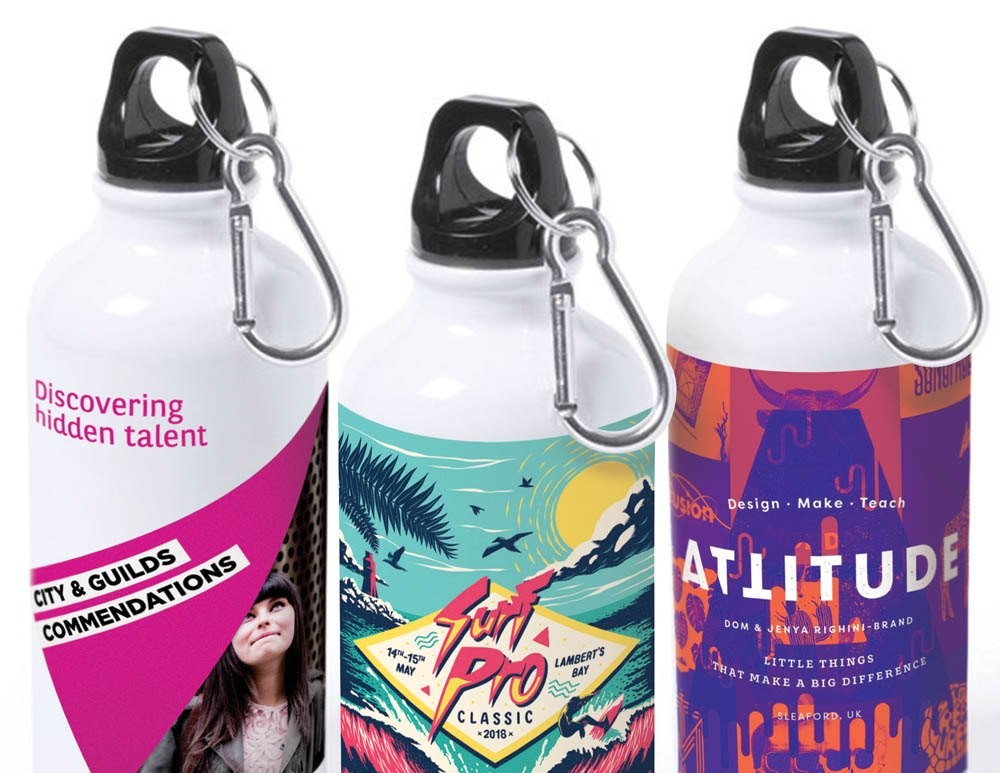 Discovering
hidden talent
CITY & GUILDS
COMMENDATIONS
Surf
Pro
14TH-15TH
MAY
LAMBERT'S
BAY
CLASSIC
×2018×
Design · Make · Teach
ATTITUDE
DOM & JENYA RIGHINI-BRAND
LITTLE THINGS
THAT MAKE A BIG DIFFERENCE
SLEAFORD, UK